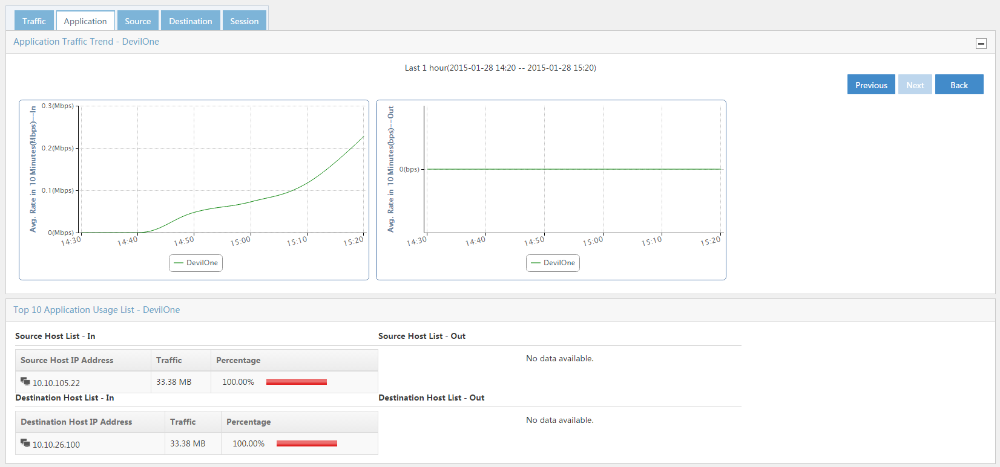 Traffic
Application
Source
Destination
Session
Application Traffic Trend - DevilOne
Last 1 hour(2015-01-28 14:20 -- 2015-01-28 15:20)
Previous
Next
Back
Avg. Rate in 10 Minutes(Mbps)---In
0.3(Mbps)
0.2(Mbps)
0.1(Mbps)
0(Mbps)
14:30
14:40
14:50
15:00
15:10
15:20
DevilOne
Avg. Rate in 10 Minutes(bps)---Out
0(bps)
14:30
14:40
14:50
15:00
15:10
15:20
DevilOne
Top 10 Application Usage List - DevilOne
Source Host List - In
Source Host IP Address Traffic Percentage
10.10.105.22 33.38 MB 100.00%
Source Host List - Out
No data available.
Destination Host List - In
Destination Host IP Address Traffic Percentage
10.10.26.100 33.38 MB 100.00%
Destination Host List - Out
No data available.